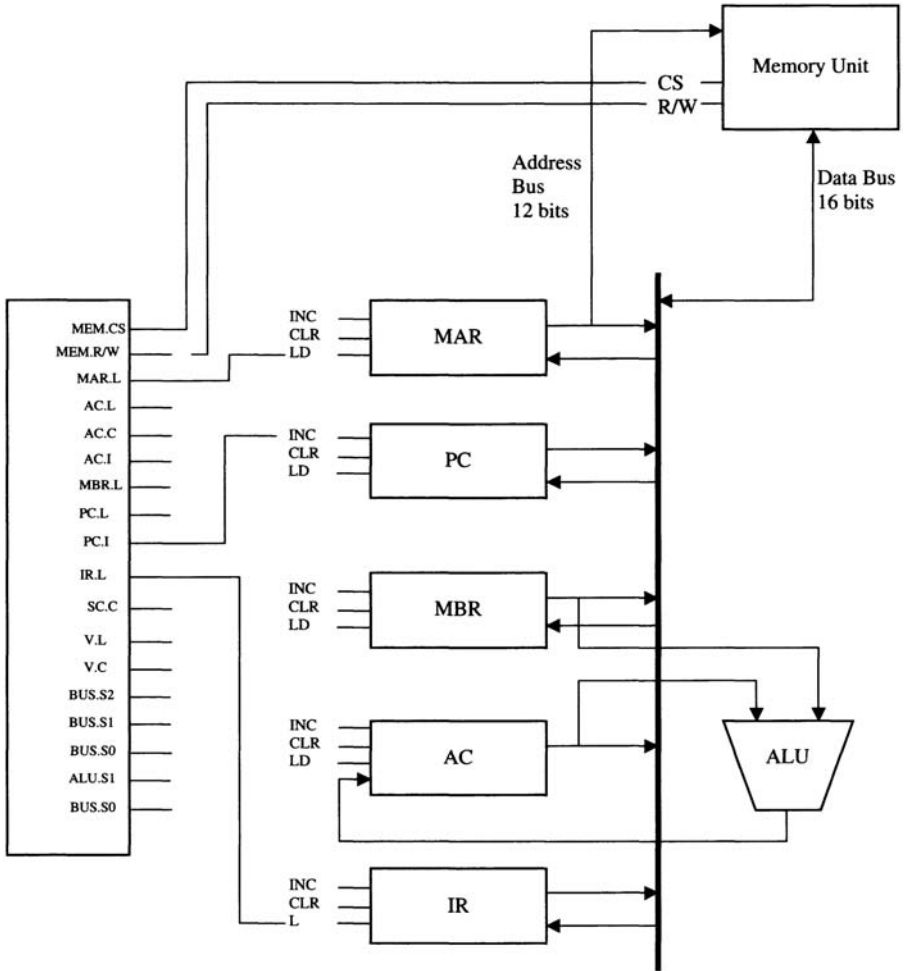 Memory Unit
CS
R/W
Address
Bus
12 bits
Data Bus
16 bits
MEM.CS
MEM.R/W
MAR.L
AC.L
AC.C
AC.I
MBR.L
PC.L
PC.I
IR.L
SC.C
V.L
V.C
BUS.S2
BUS.S1
BUS.S0
ALU.S1
BUS.S0
INC
CLR
LD
MAR
INC
CLR
LD
PC
INC
CLR
LD
MBR
INC
CLR
LD
AC
ALU
INC
CLR
L
IR